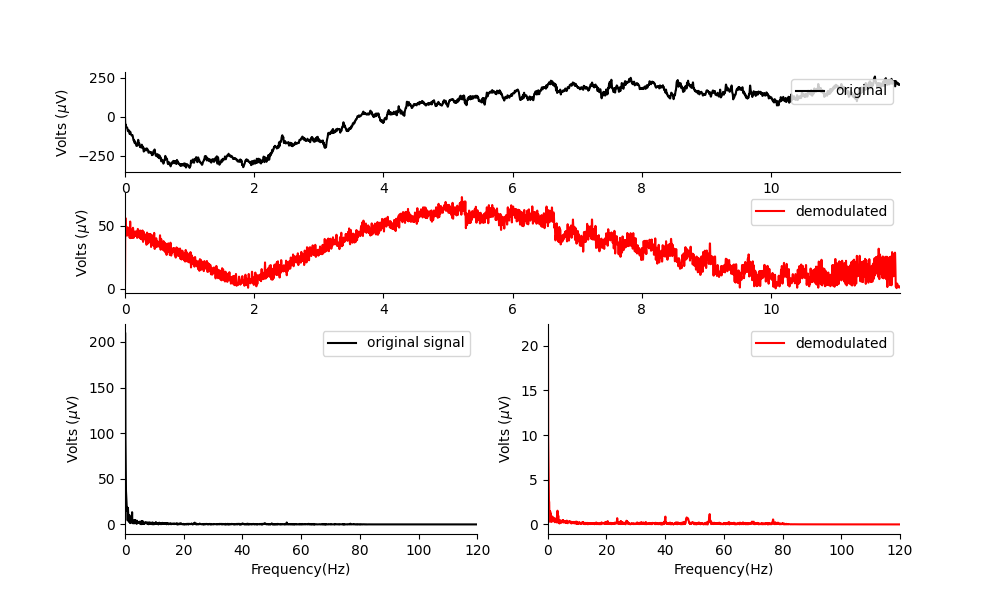 250
0
−250
Volts (μV)
original
0 2 4 6 8 10
50
0
Volts (μV)
demodulated
0 2 4 6 8 10
200
150
100
50
0
Volts (μV)
original signal
0 20 40 60 80 100 120
Frequency(Hz)
20
15
10
5
0
Volts (μV)
demodulated
0 20 40 60 80 100 120
Frequency(Hz)